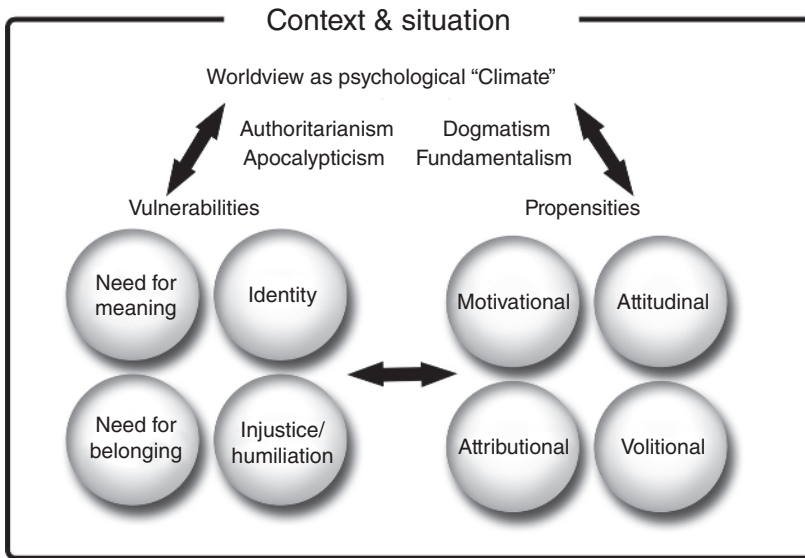 Context & situation
Worldview as psychological “Climate”
Authoritarianism Dogmatism
Apocalypticism Fundamentalism
Vulnerabilities Propensities
Need for
meaning
Identity
Motivational
Attitudinal
Need for
belonging
Injustice/
humiliation
Attributional
Volitional